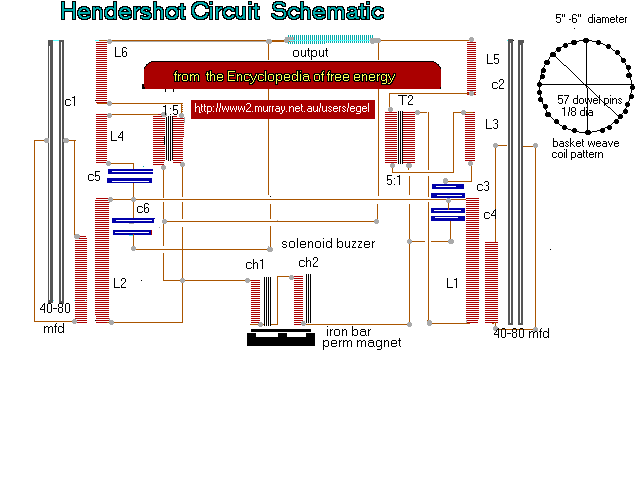 Hendershot Circuit Schematic
5" -6" diameter
L6
output
L5
c1
from the Encyclopedia of free energy
c2
1:5
http://www2.murray.net.au/users/egel
T2
57 dowel pins
1/8 dia
L4
L3
basket weave
coil pattern
c5
5:1
c3
c6
c4
solenoid buzzer
ch1
ch2
L2
L1
40-80
mfd
iron bar
perm magnet
40-80 mfd